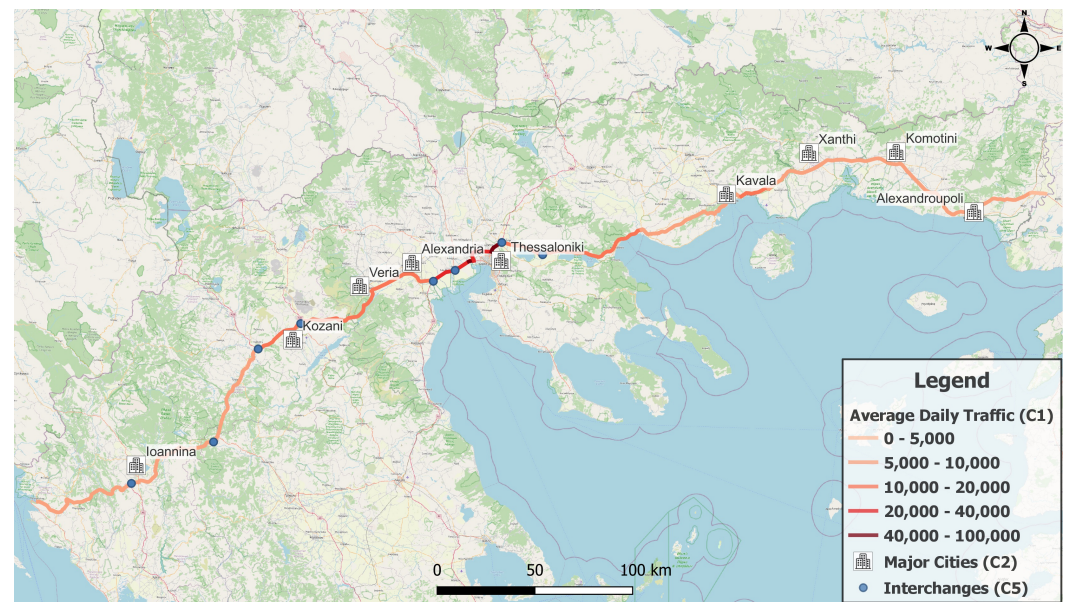 N
W
E
S
Xanthi
Komotini
Kavala
Alexandroupoli
Alexandria
Thessaloniki
Veria
Kozani
Ioannina
Legend
Average Daily Traffic (C1)
0 - 5,000
5,000 - 10,000
10,000 - 20,000
20,000 - 40,000
40,000 - 100,000
Major Cities (C2)
Interchanges (C5)
0
50
100 km